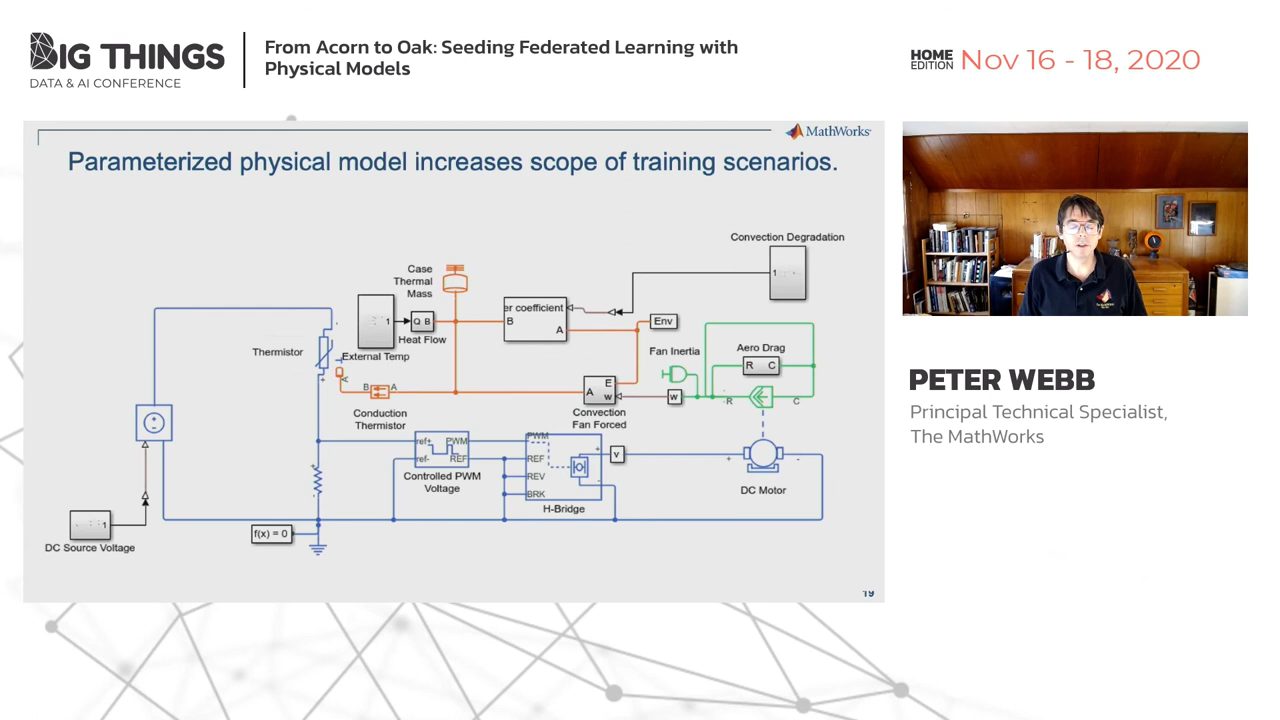 BIG THINGS
DATA & AI CONFERENCE
From Acorn to Oak: Seeding Federated Learning with
Physical Models
HOME
EDITION
Nov 16 - 18, 2020
MathWorks
Parameterized physical model increases scope of training scenarios.
Convection Degradation
1
Case
Thermal
Mass
er coefficient
B
A
1
Q B
Heat Flow
Env
External Temp
Thermistor
Fan Inertia
Aero Drag
R C
A
B A
A
E
w
w
R
C
Conduction
Thermistor
Convection
Fan Forced
ref+
PWM
ref-
REF
Controlled PWM
Voltage
PWM
REF
REV
BRK
H-Bridge
+
-
v
+
-
DC Motor
1
DC Source Voltage
f(x) = 0
19
PETER WEBB
Principal Technical Specialist,
The MathWorks